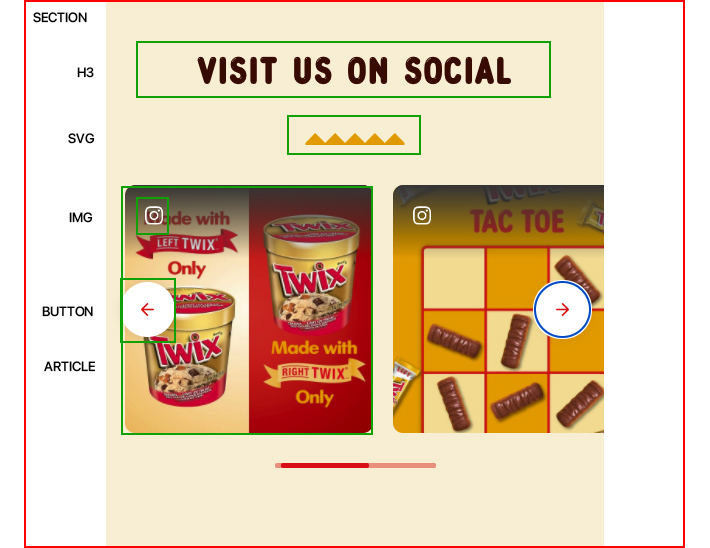 SECTION
H3
VISIT US ON SOCIAL
SVG
IMG
Made with
LEFT TWIX
Only
TWIX
TWIX
TAC TOE
BUTTON
TWIX
ARTICLE
Made with
RIGHT TWIX
Only